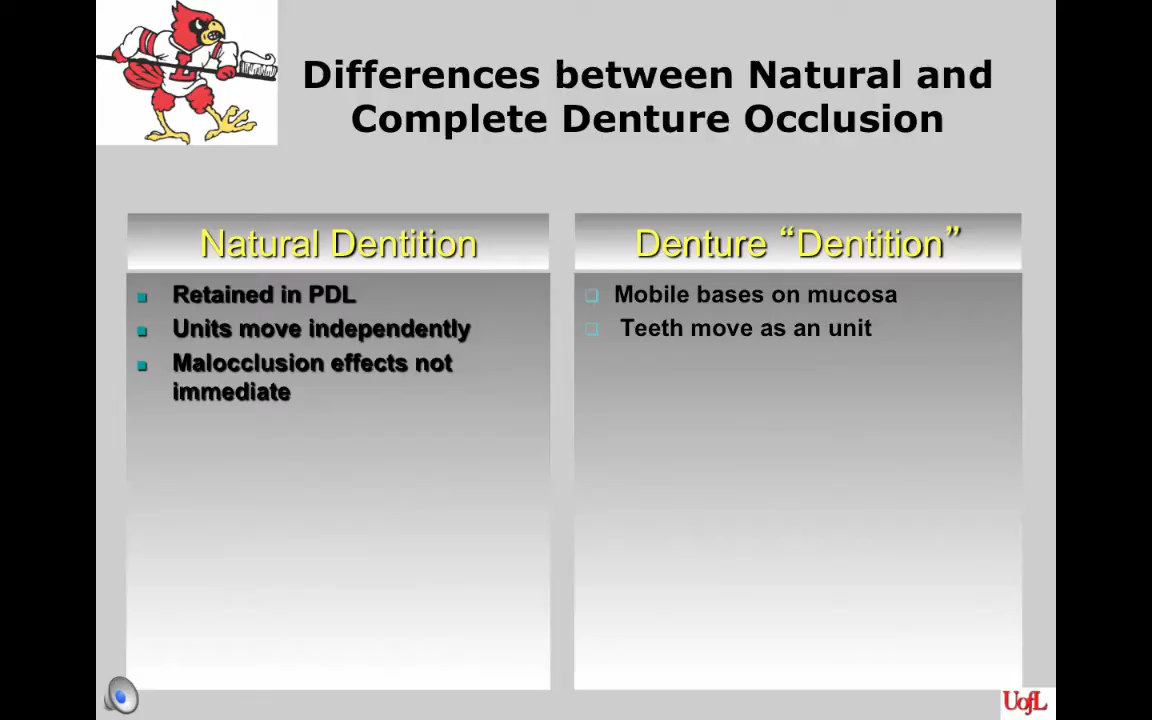 Differences between Natural and
Complete Denture Occlusion
Natural Dentition
Retained in PDL
Units move independently
Malocclusion effects not
immediate
Denture “Dentition”
Mobile bases on mucosa
Teeth move as an unit
UofL